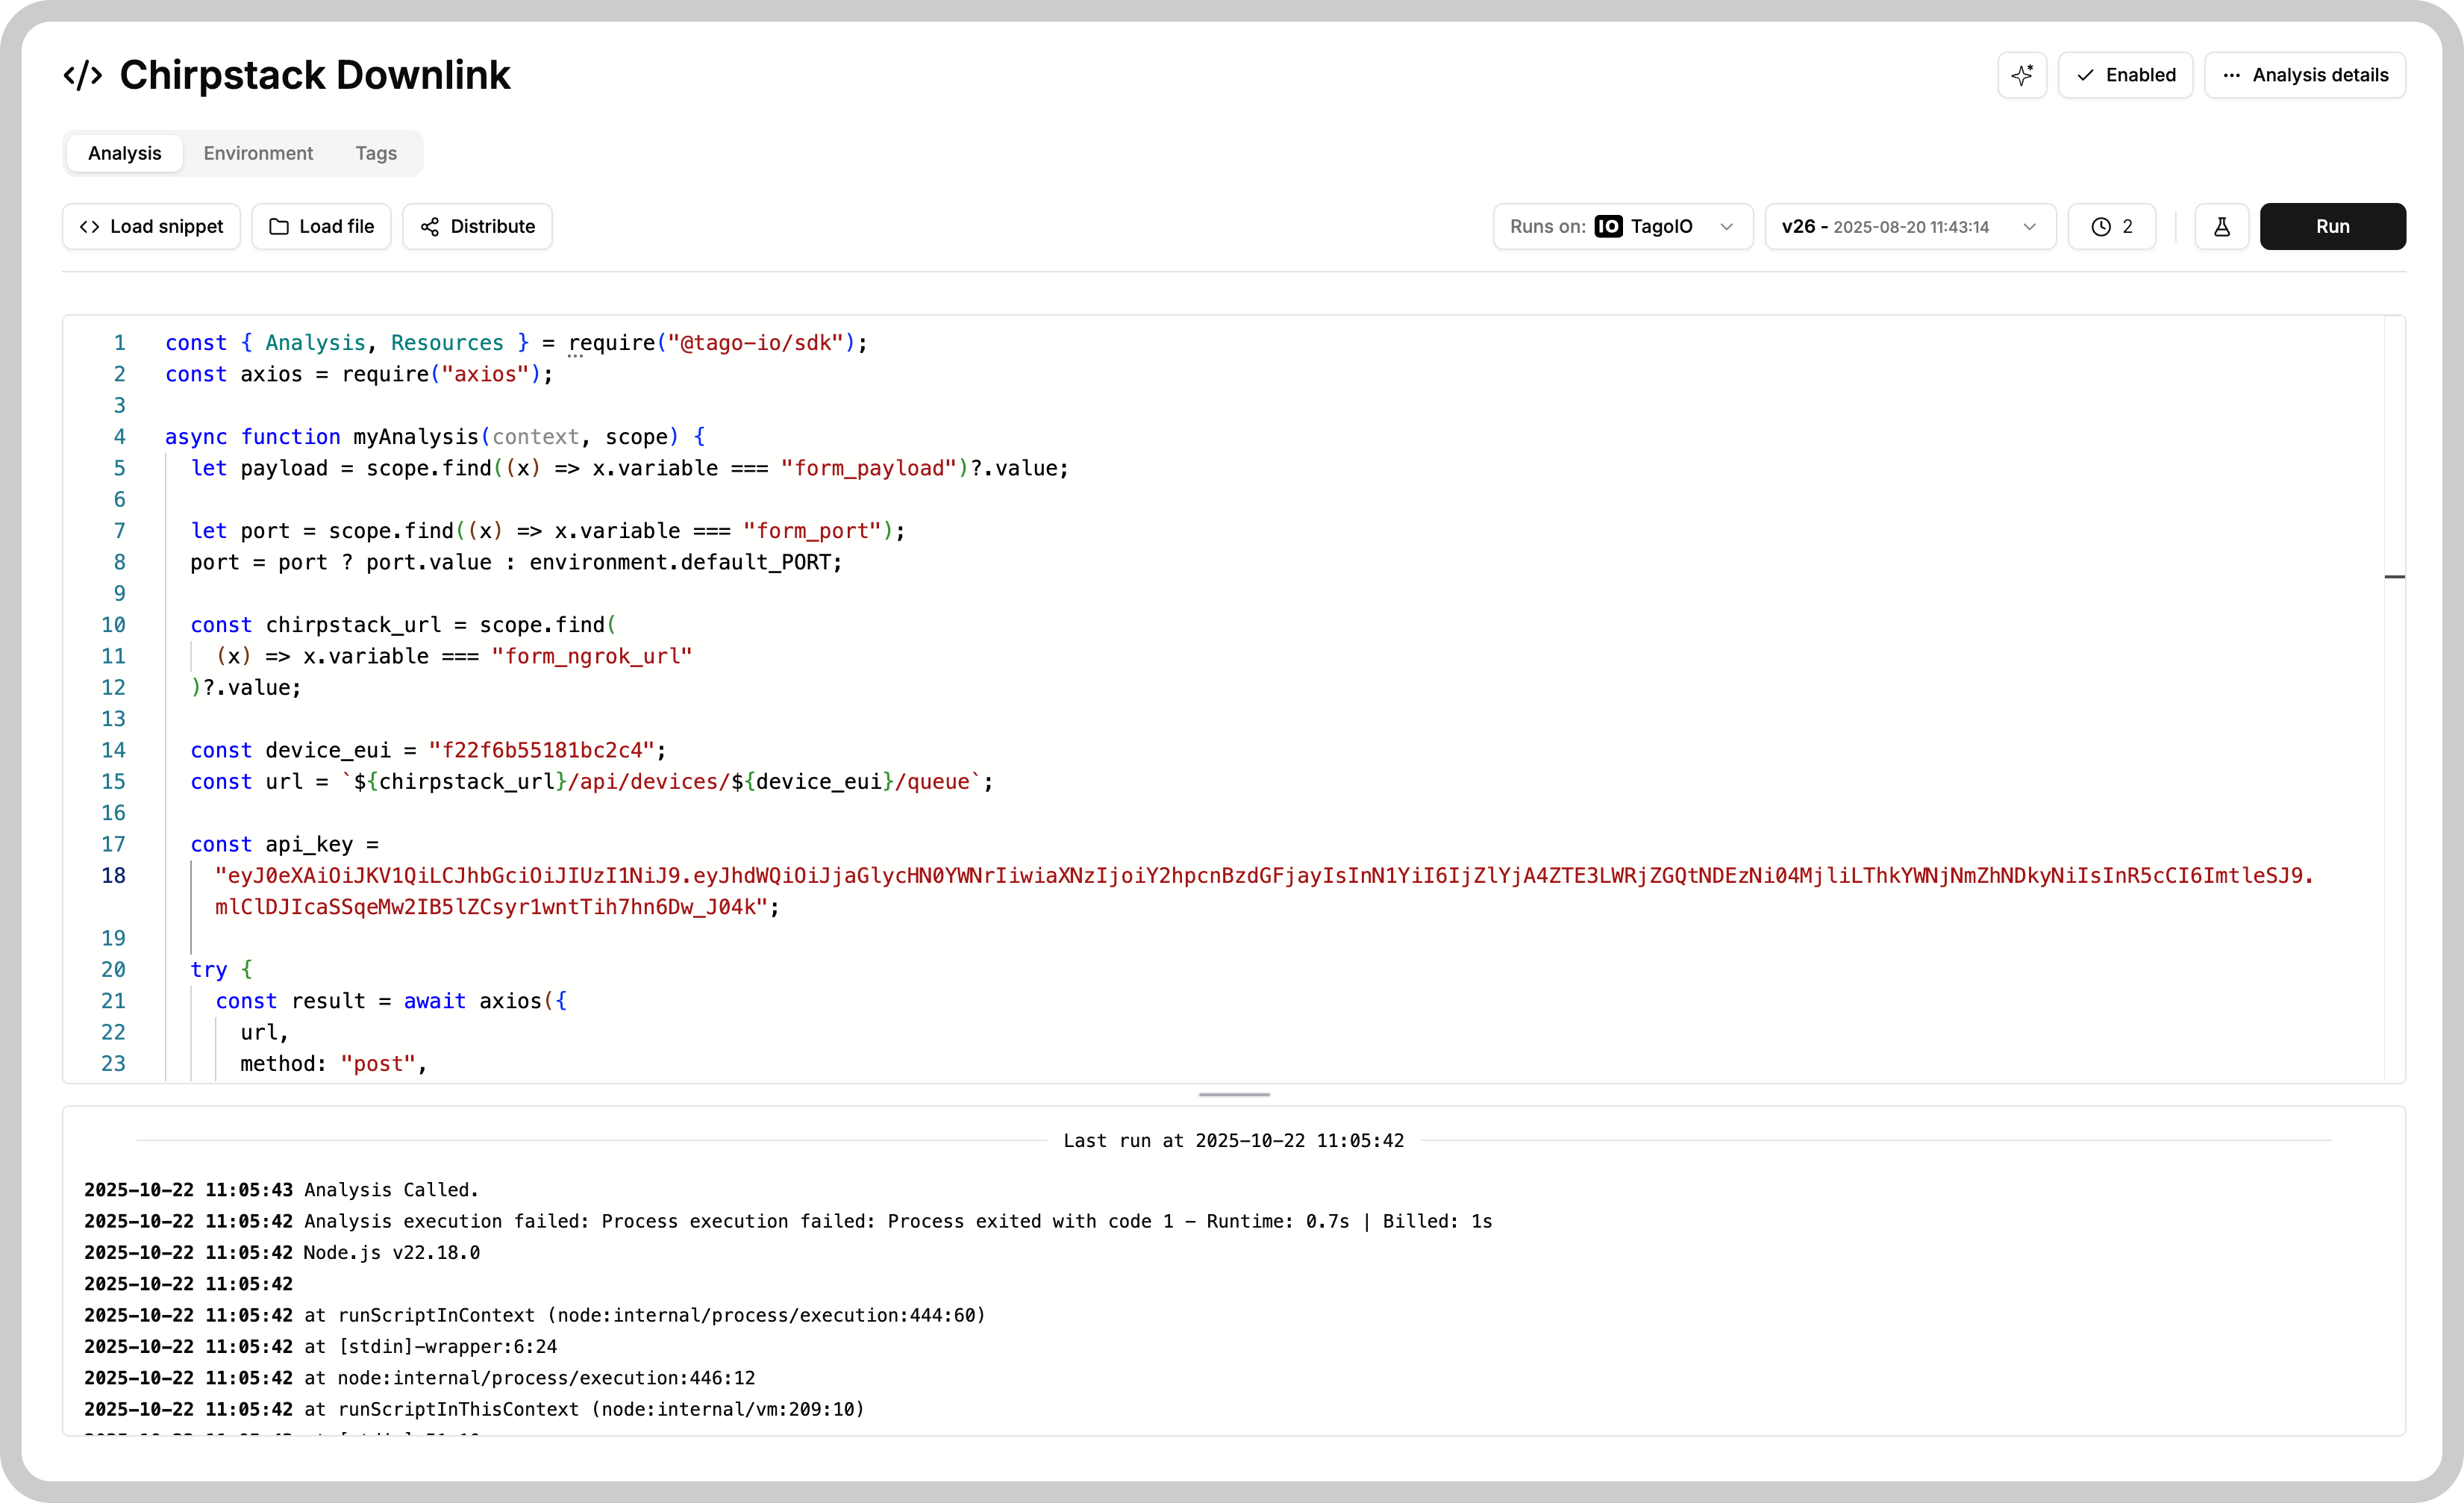 </> Chirpstack Downlink
Enabled
Analysis details
Analysis Environment Tags
Load snippet Load file Distribute
Runs on: IO TagoIO
v26 - 2025-08-20 11:43:14
2
Run
1 const { Analysis, Resources } = require("@tago-io/sdk");
2 const axios = require("axios");
3
4 async function myAnalysis(context, scope) {
5 let payload = scope.find((x) => x.variable === "form_payload")?.value;
6
7 let port = scope.find((x) => x.variable === "form_port");
8 port = port ? port.value : environment.default_PORT;
9
10 const chirpstack_url = scope.find(
11 (x) => x.variable === "form_ngrok_url"
12 )?.value;
13
14 const device_eui = "f22f6b55181bc2c4";
15 const url = `${chirpstack_url}/api/devices/${device_eui}/queue`;
16
17 const api_key =
18 "eyJ0eXAiOiJKV1QiLCJhbGciOiJIUzI1NiJ9.eyJhdWQiOiJjaGlycHN0YWNrIiwiaXNzIjoiY2hpcnBzdGFjayIsInN1YiI6IjZlYjA4ZTE3LWRjZGQtNDEzNi04MjliLThkYWNjNmZhNDkyNiIsInR5cCI6ImtleSJ9.
mlClDJIcaSSqeMw2IB5lZCsyr1wntTih7hn6Dw_J04k";
19
20 try {
21 const result = await axios({
22 url,
23 method: "post",
Last run at 2025-10-22 11:05:42
2025-10-22 11:05:43 Analysis Called.
2025-10-22 11:05:42 Analysis execution failed: Process execution failed: Process exited with code 1 - Runtime: 0.7s | Billed: 1s
2025-10-22 11:05:42 Node.js v22.18.0
2025-10-22 11:05:42
2025-10-22 11:05:42 at runScriptInContext (node:internal/process/execution:444:60)
2025-10-22 11:05:42 at [stdin]-wrapper:6:24
2025-10-22 11:05:42 at node:internal/process/execution:446:12
2025-10-22 11:05:42 at runScriptInThisContext (node:internal/vm:209:10)